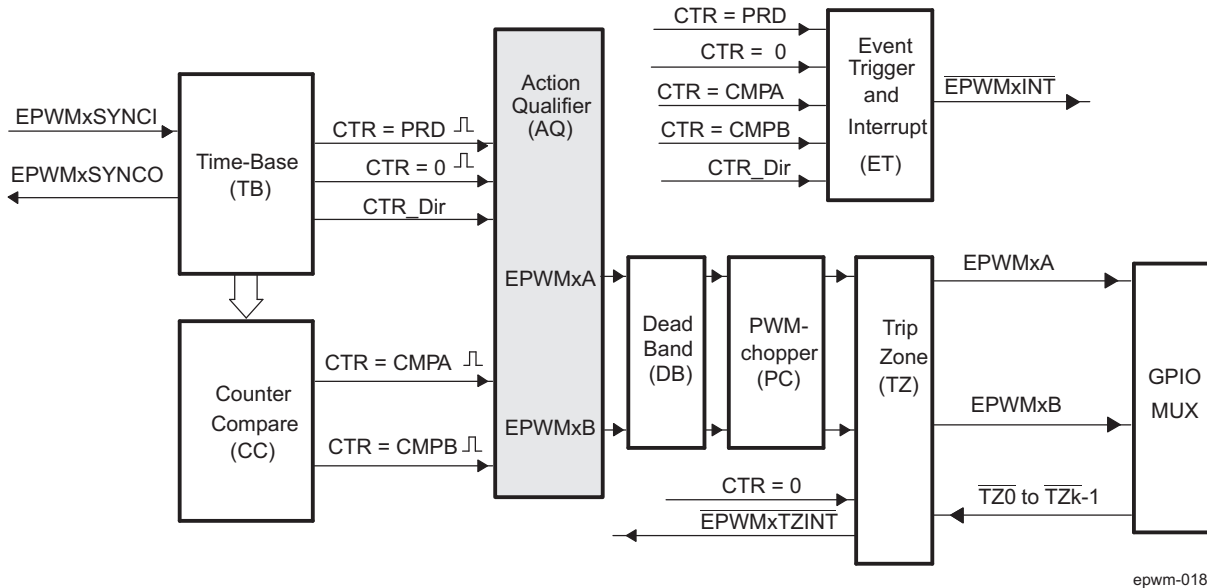 EPWMxSYNCI
EPWMxSYNCO
Time-Base
(TB)
CTR = PRD
CTR = 0
CTR_Dir
Counter
Compare
(CC)
CTR = CMPA
CTR = CMPB
Action
Qualifier
(AQ)
EPWMxA
EPWMxB
CTR = PRD
CTR = 0
CTR = CMPA
CTR = CMPB
CTR_Dir
Event
Trigger
and
Interrupt
(ET)
EPWMxINT
Dead
Band
(DB)
PWM-
chopper
(PC)
Trip
Zone
(TZ)
CTR = 0
EPWMxTZINT
EPWMxA
EPWMxB
TZ0 to TZk-1
GPIO
MUX
epwm-018